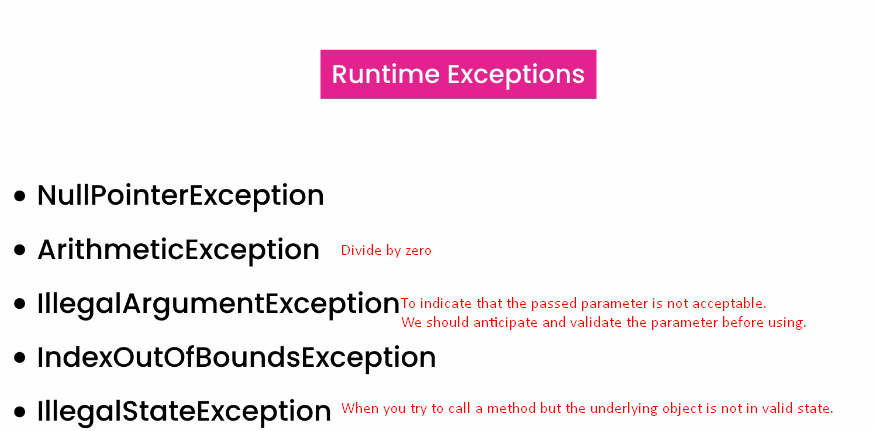 Runtime Exceptions
• NullPointerException
• ArithmeticException Divide by zero
• IllegalArgumentException To indicate that the passed parameter is not acceptable.
We should anticipate and validate the parameter before using.
• IndexOutOfBoundsException
• IllegalStateException When you try to call a method but the underlying object is not in valid state.